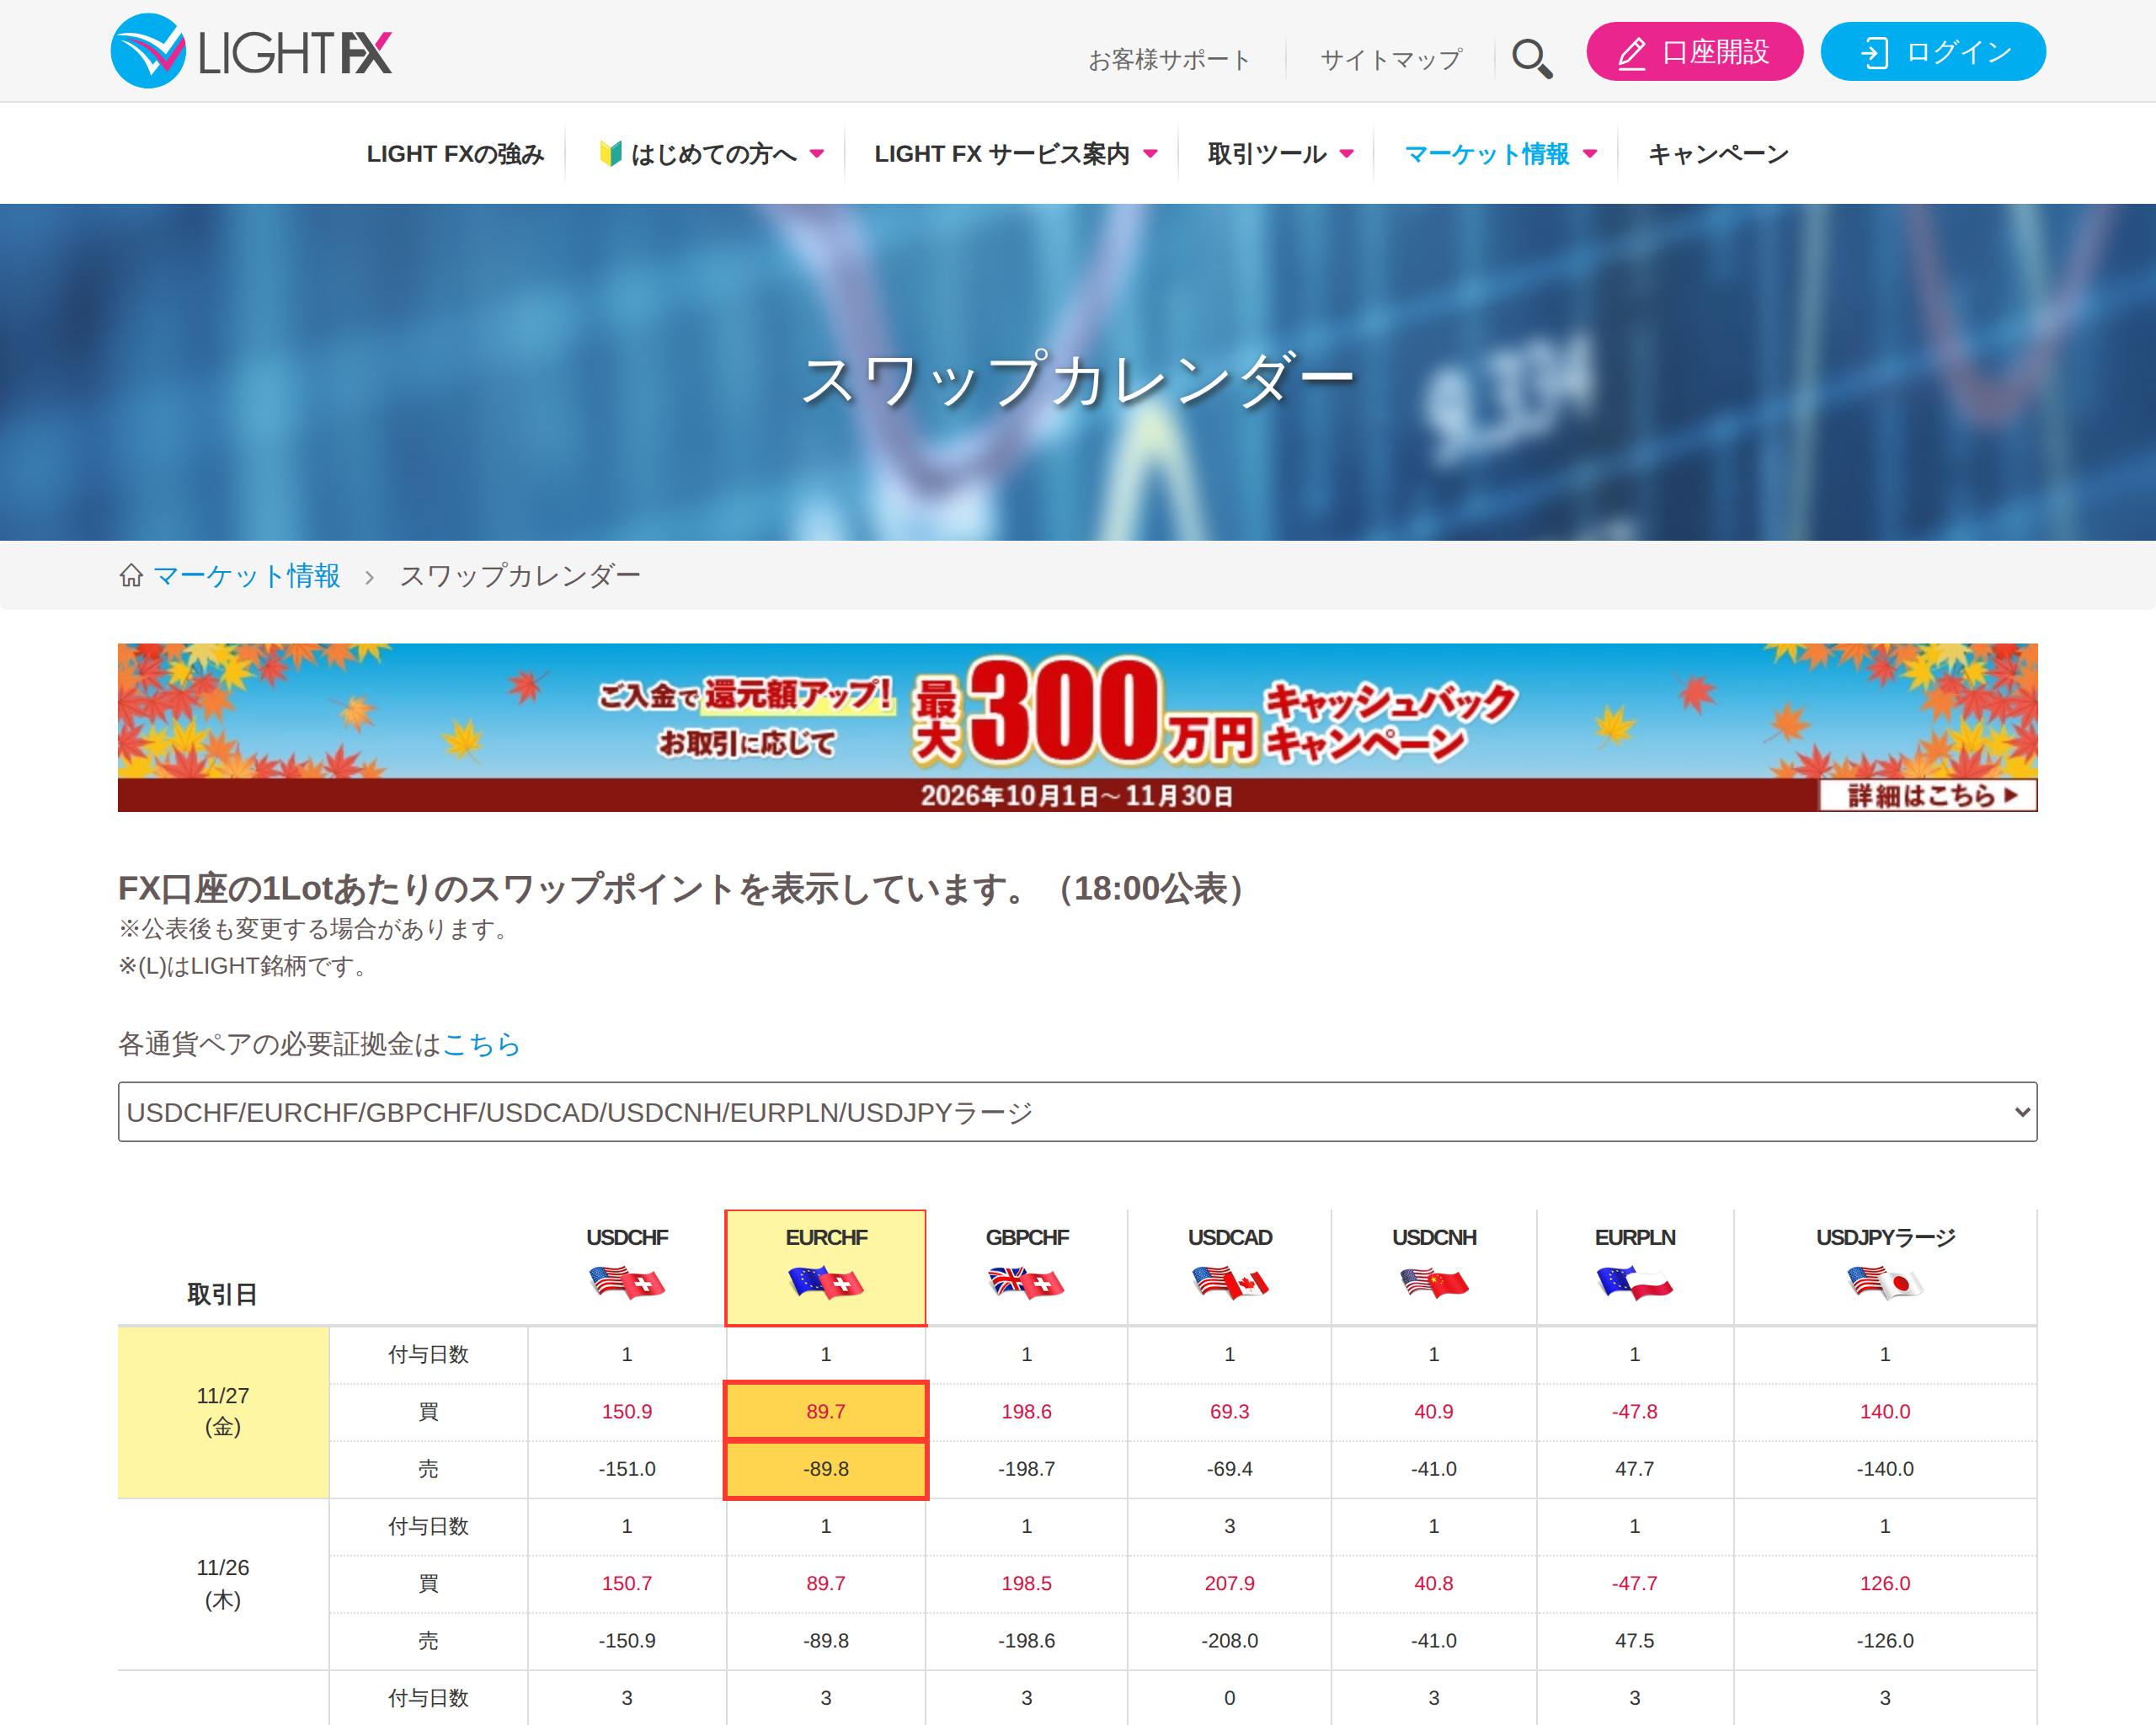 LIGHT FX
お客様サポート
サイトマップ
口座開設
ログイン
LIGHT FXの強み
はじめての方へ
LIGHT FX サービス案内
取引ツール
マーケット情報
キャンペーン
スワップカレンダー
マーケット情報 › スワップカレンダー
ご入金で還元額アップ!
お取引に応じて
最大300万円
キャッシュバック
キャンペーン
2026年10月1日～11月30日
詳細はこちら▶
FX口座の1Lotあたりのスワップポイントを表示しています。（18:00公表）
※公表後も変更する場合があります。
※(L)はLIGHT銘柄です。
各通貨ペアの必要証拠金はこちら
USDCHF/EURCHF/GBPCHF/USDCAD/USDCNH/EURPLN/USDJPYラージ
取引日 USDCHF EURCHF GBPCHF USDCAD USDCNH EURPLN USDJPYラージ
11/27
(金)
付与日数 1 1 1 1 1 1 1
買 150.9 89.7 198.6 69.3 40.9 -47.8 140.0
売 -151.0 -89.8 -198.7 -69.4 -41.0 47.7 -140.0
11/26
(木)
付与日数 1 1 1 3 1 1 1
買 150.7 89.7 198.5 207.9 40.8 -47.7 126.0
売 -150.9 -89.8 -198.6 -208.0 -41.0 47.5 -126.0
付与日数 3 3 3 0 3 3 3